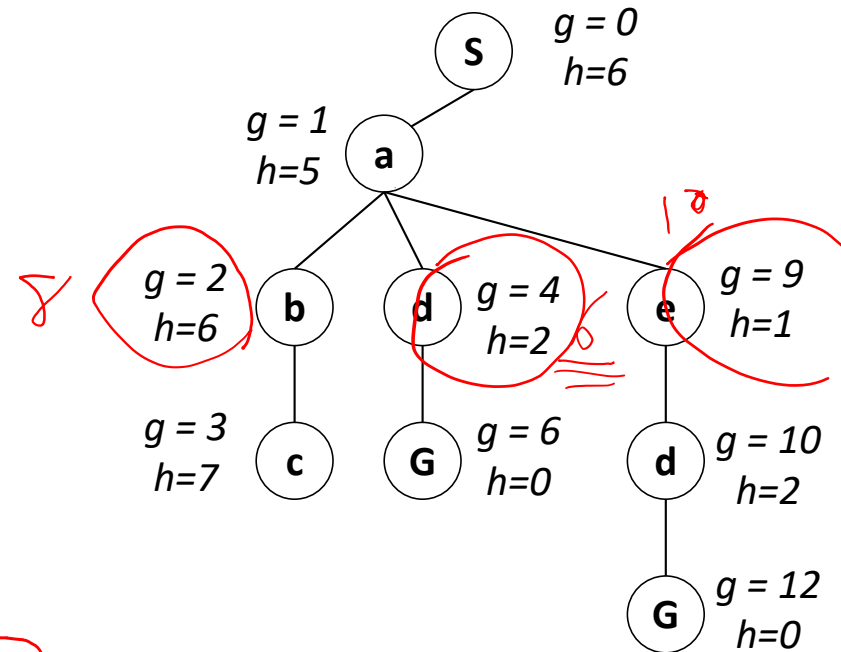 S
g = 0
h=6
g = 1
h=5
a
10
8
g = 2
h=6
b
d
g = 4
h=2
6
e
g = 9
h=1
g = 3
h=7
c
G
g = 6
h=0
d
g = 10
h=2
G
g = 12
h=0